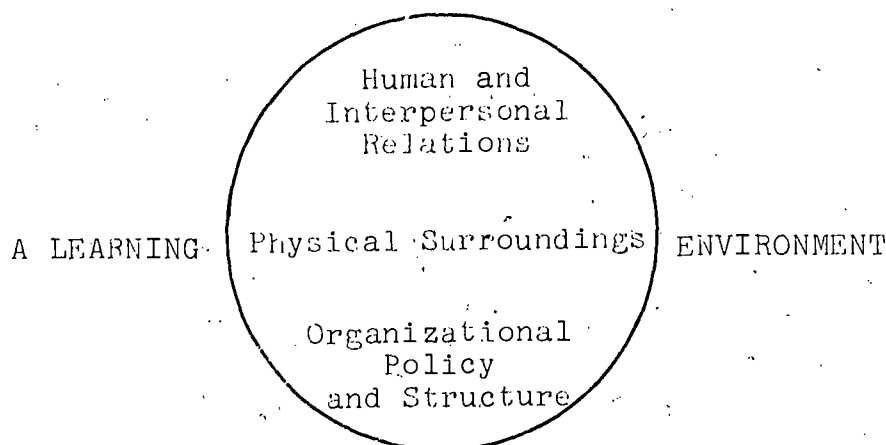 Human and
Interpersonal
Relations
A LEARNING Physical Surroundings ENVIRONMENT
Organizational
Policy
and Structure